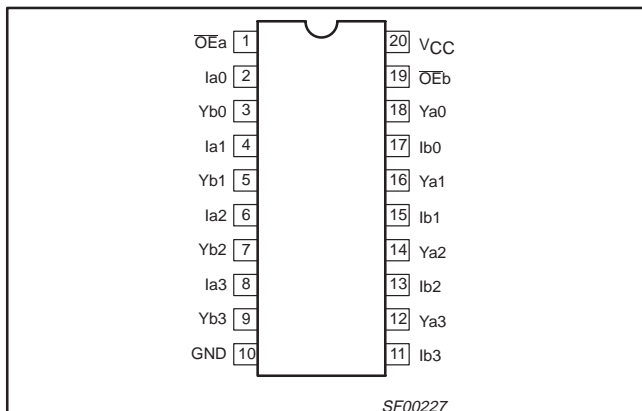 O̅E̅a 1 20 VCC
Ia0 2 19 O̅E̅b
Yb0 3 18 Ya0
Ia1 4 17 Ib0
Yb1 5 16 Ya1
Ia2 6 15 Ib1
Yb2 7 14 Ya2
Ia3 8 13 Ib2
Yb3 9 12 Ya3
GND 10 11 Ib3
SF00227